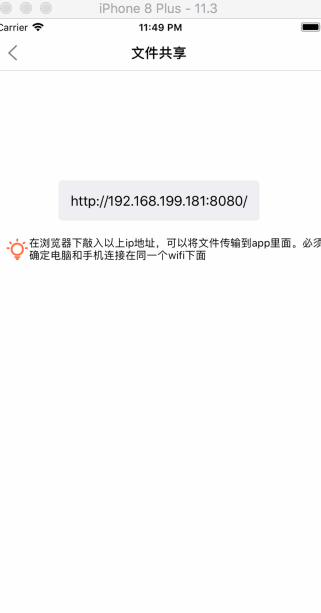 iPhone 8 Plus - 11.3
Carrier
11:49 PM
文件共享
http://192.168.199.181:8080/
在浏览器下敲入以上ip地址，可以将文件传输到app里面。必须
确定电脑和手机连接在同一个wifi下面